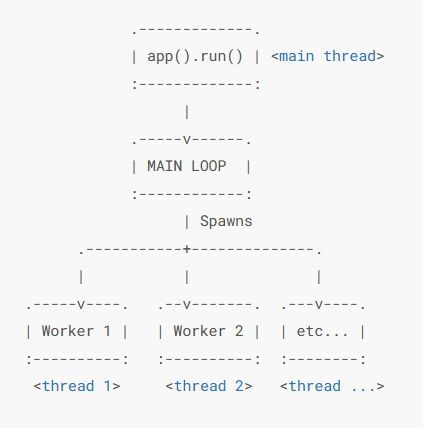 .-------------.
| app().run() | <main thread>
:-------------:
|
.-----v------.
| MAIN LOOP |
:------------:
| Spawns
.-----------+--------------.
| | |
.-----v----. .--v-------. .---v----.
| Worker 1 | | Worker 2 | | etc... |
:----------: :----------: :---------:
<thread 1> <thread 2> <thread ...>